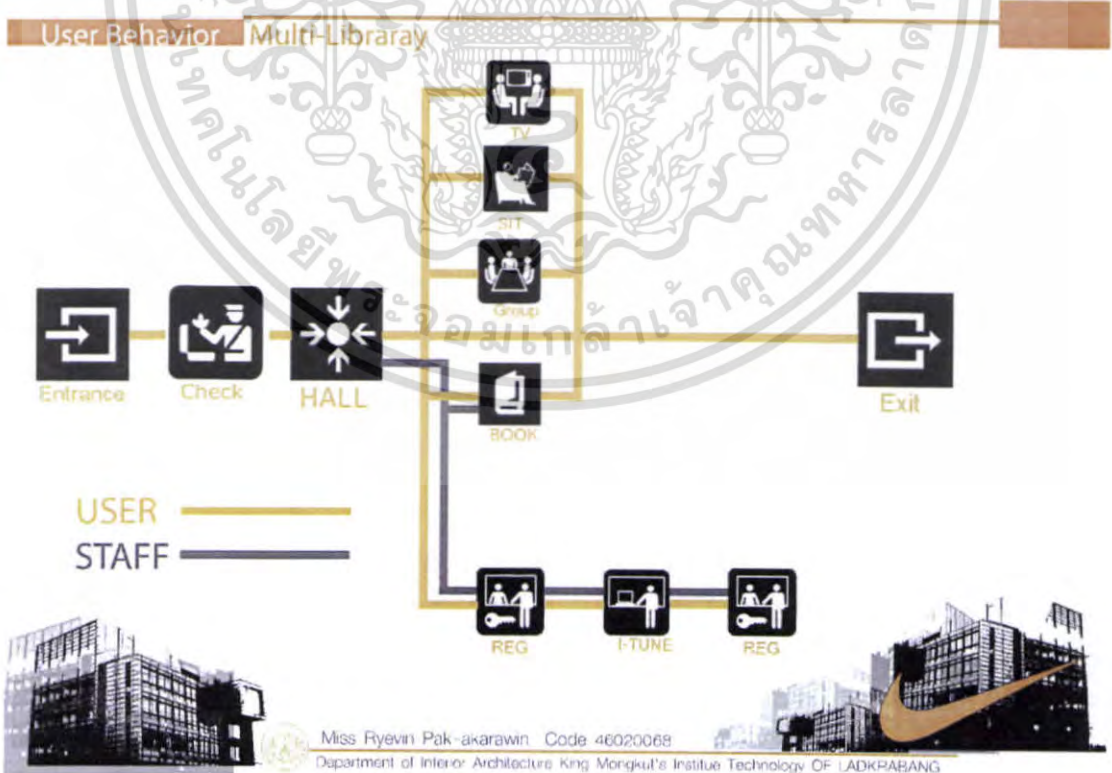 User Behavior Multi-Libraray
TV
SIT
Group
Entrance
Check
HALL
BOOK
Exit
USER
STAFF
REG
I-TUNE
REG
Miss Ryevin Pak-akarawin Code 46020068
Department of Interior Architecture King Mongkut's Institue Technology OF LADKRABANG